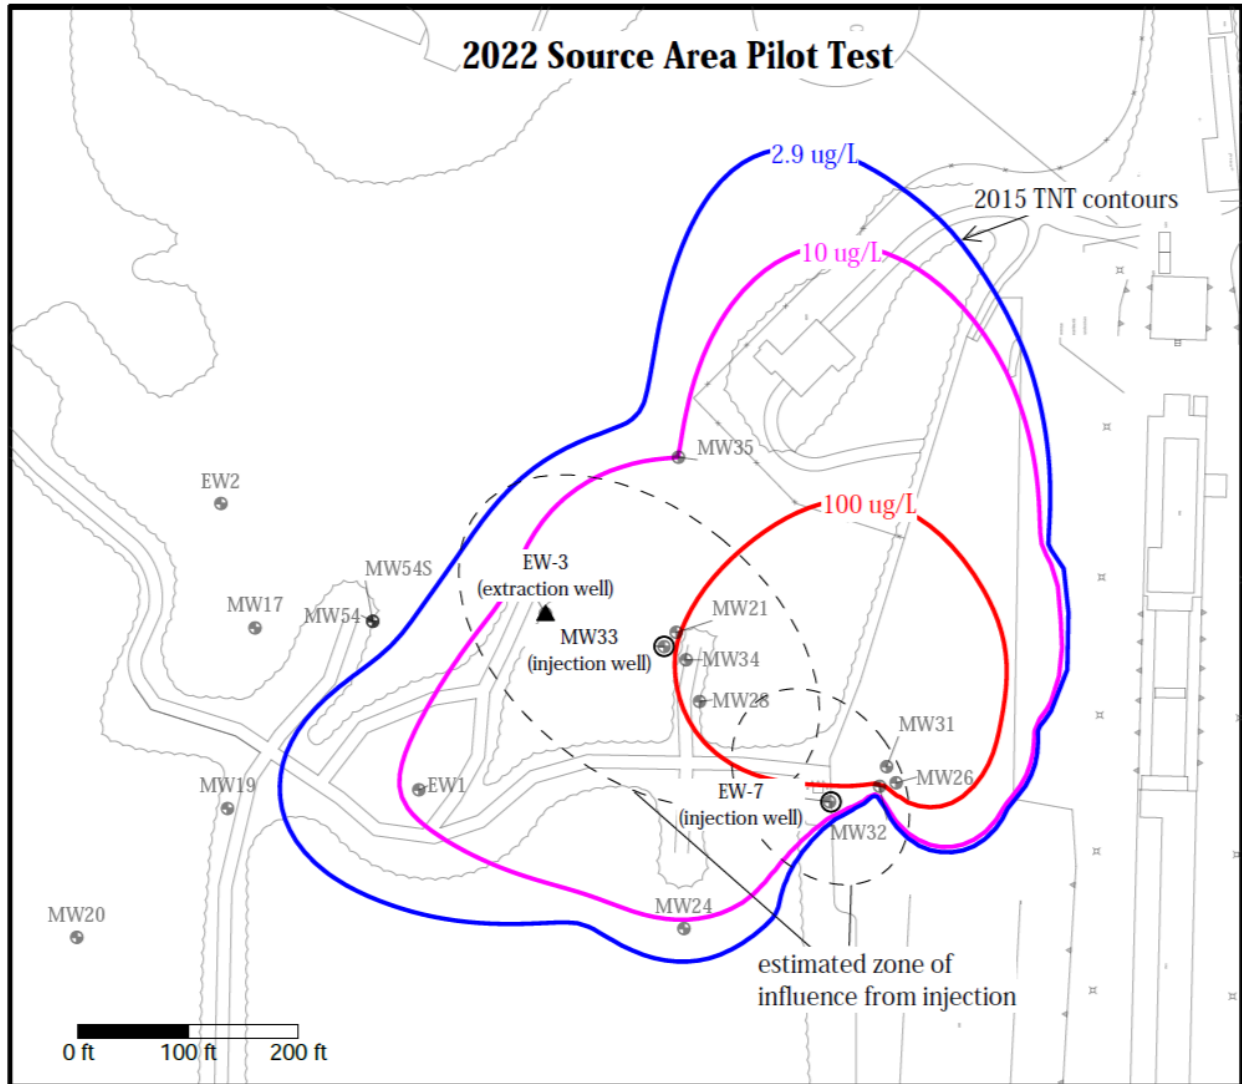 2022 Source Area Pilot Test
2.9 ug/L
2015 TNT contours
10 ug/L
MW35
EW2
100 ug/L
EW-3
(extraction well)
MW54S
MW17
MW54
MW21
MW33
(injection well)
MW34
MW28
MW31
MW26
EW1
MW19
EW-7
(injection well)
MW32
MW24
MW20
estimated zone of
influence from injection
0 ft
100 ft
200 ft